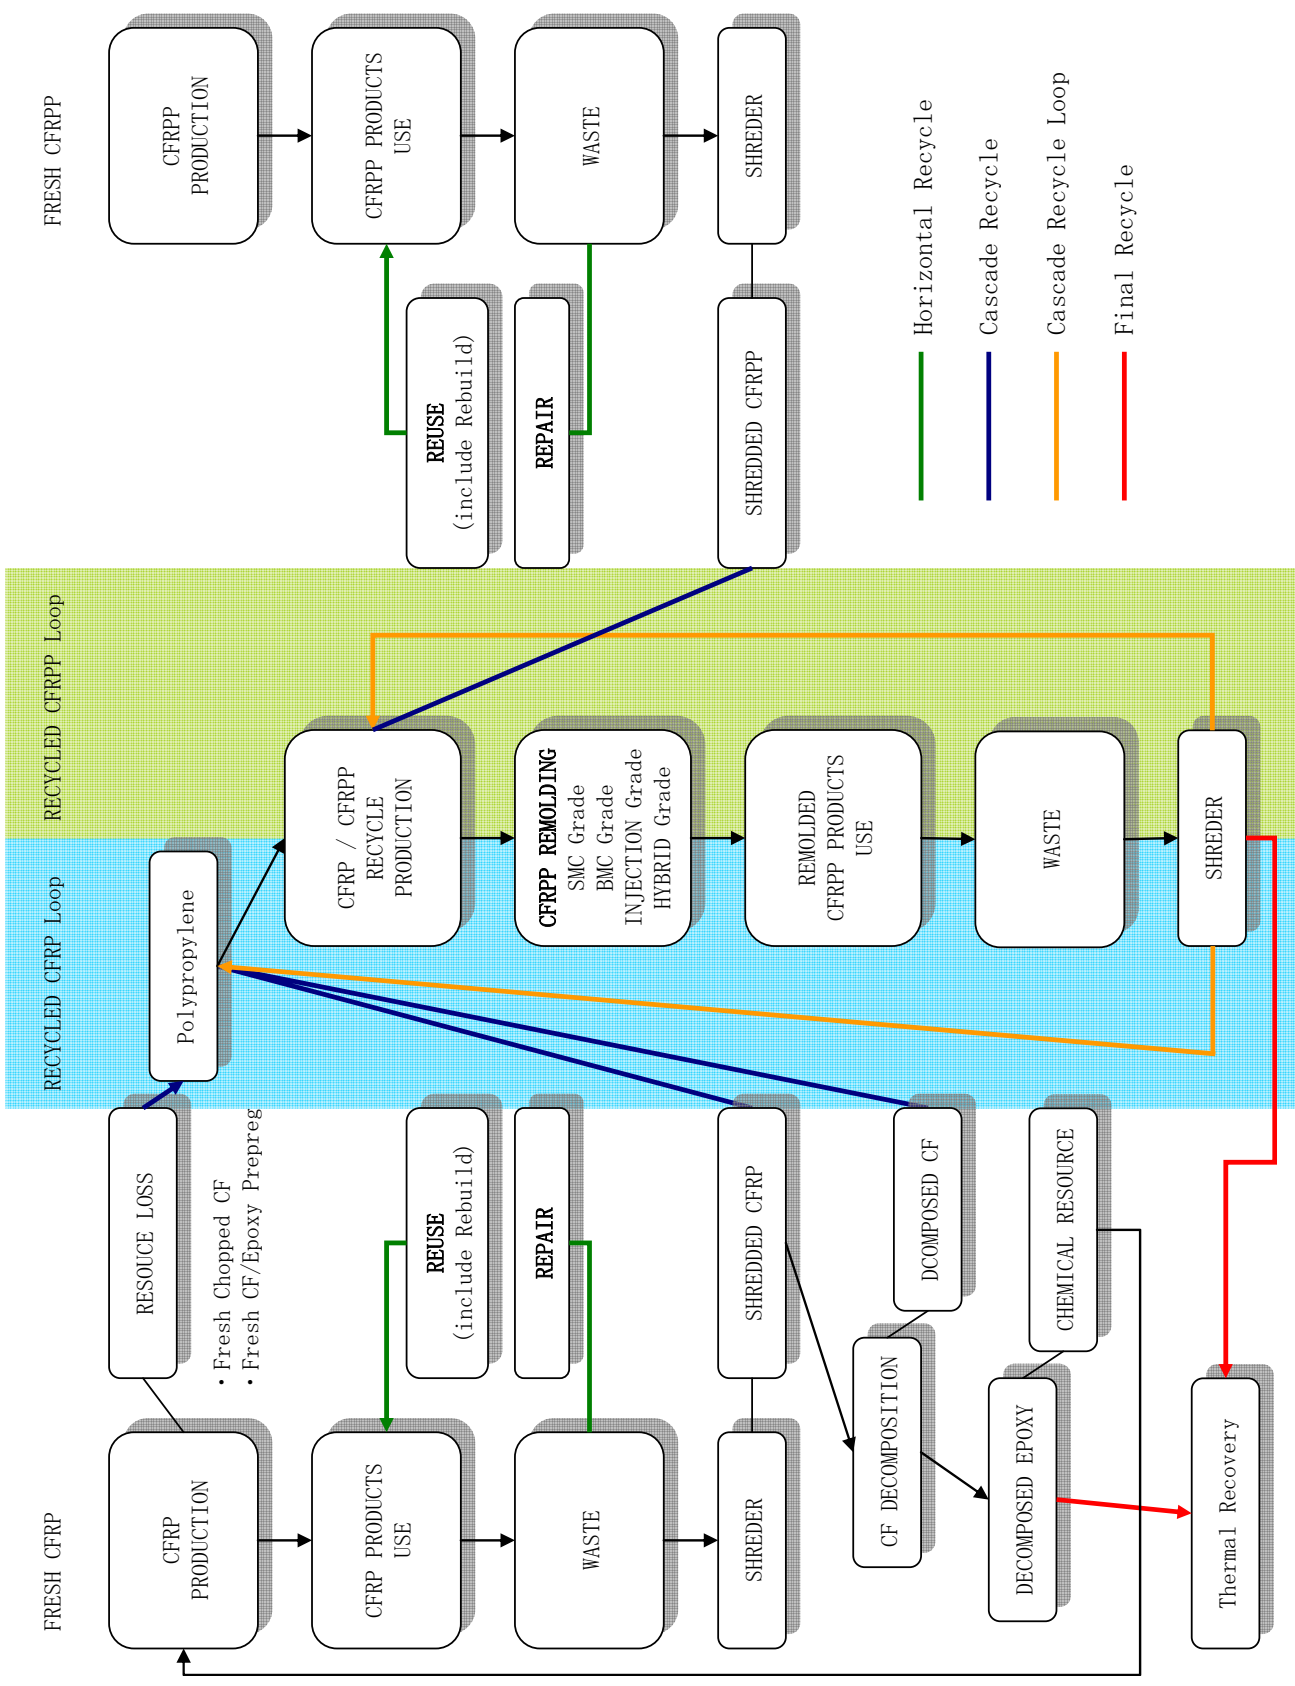 FRESH CFRP
RECYCLED CFRP Loop
RECYCLED CFRPP Loop
FRESH CFRPP
CFRP
PRODUCTION
RESOUCE LOSS
・Fresh Chopped CF
・Fresh CF/Epoxy Prepreg
Polypropylene
CFRPP
PRODUCTION
CFRP PRODUCTS
USE
REUSE
(include Rebuild)
CFRP / CFRPP
RECYCLE
PRODUCTION
REUSE
(include Rebuild)
CFRPP PRODUCTS
USE
WASTE
REPAIR
CFRPP REMOLDING
SMC Grade
BMC Grade
INJECTION Grade
HYBRID Grade
REPAIR
WASTE
SHREDER
SHREDDED CFRP
REMOLDED
CFRPP PRODUCTS
USE
SHREDDED CFRPP
SHREDER
CF DECOMPOSITION
DCOMPOSED CF
DECOMPOSED EPOXY
CHEMICAL RESOURCE
WASTE
Thermal Recovery
SHREDER
Horizontal Recycle
Cascade Recycle
Cascade Recycle Loop
Final Recycle